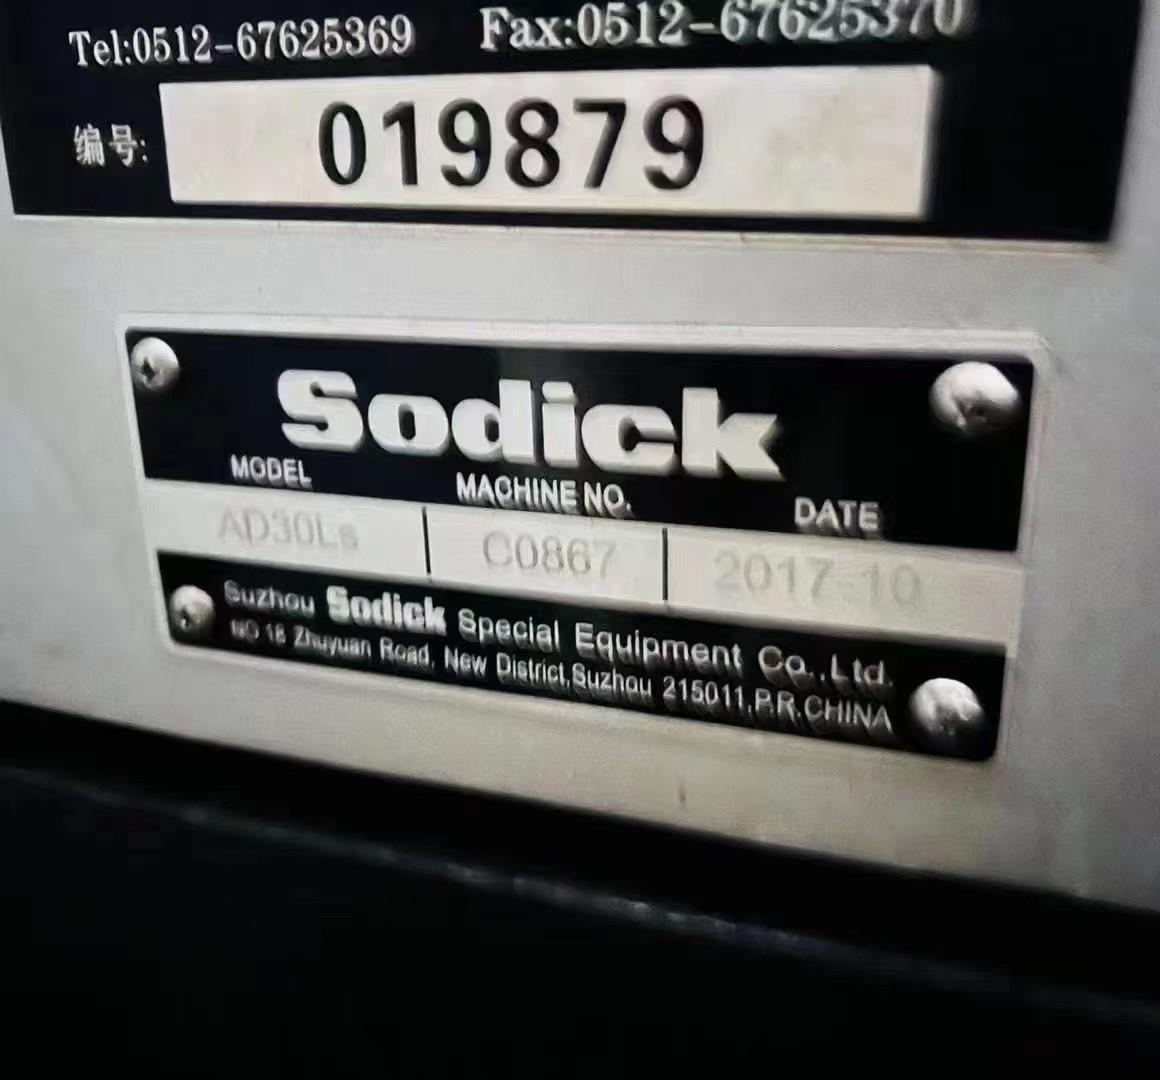 Tel:0512-67625369 Fax:0512-67625370
编号: 019879
Sodick
MODEL MACHINE NO. DATE
AD30Ls C0867 2017-10
Suzhou Sodick Special Equipment Co.,Ltd.
NO 18 Zhuyuan Road, New District,Suzhou 215011,P.R.CHINA